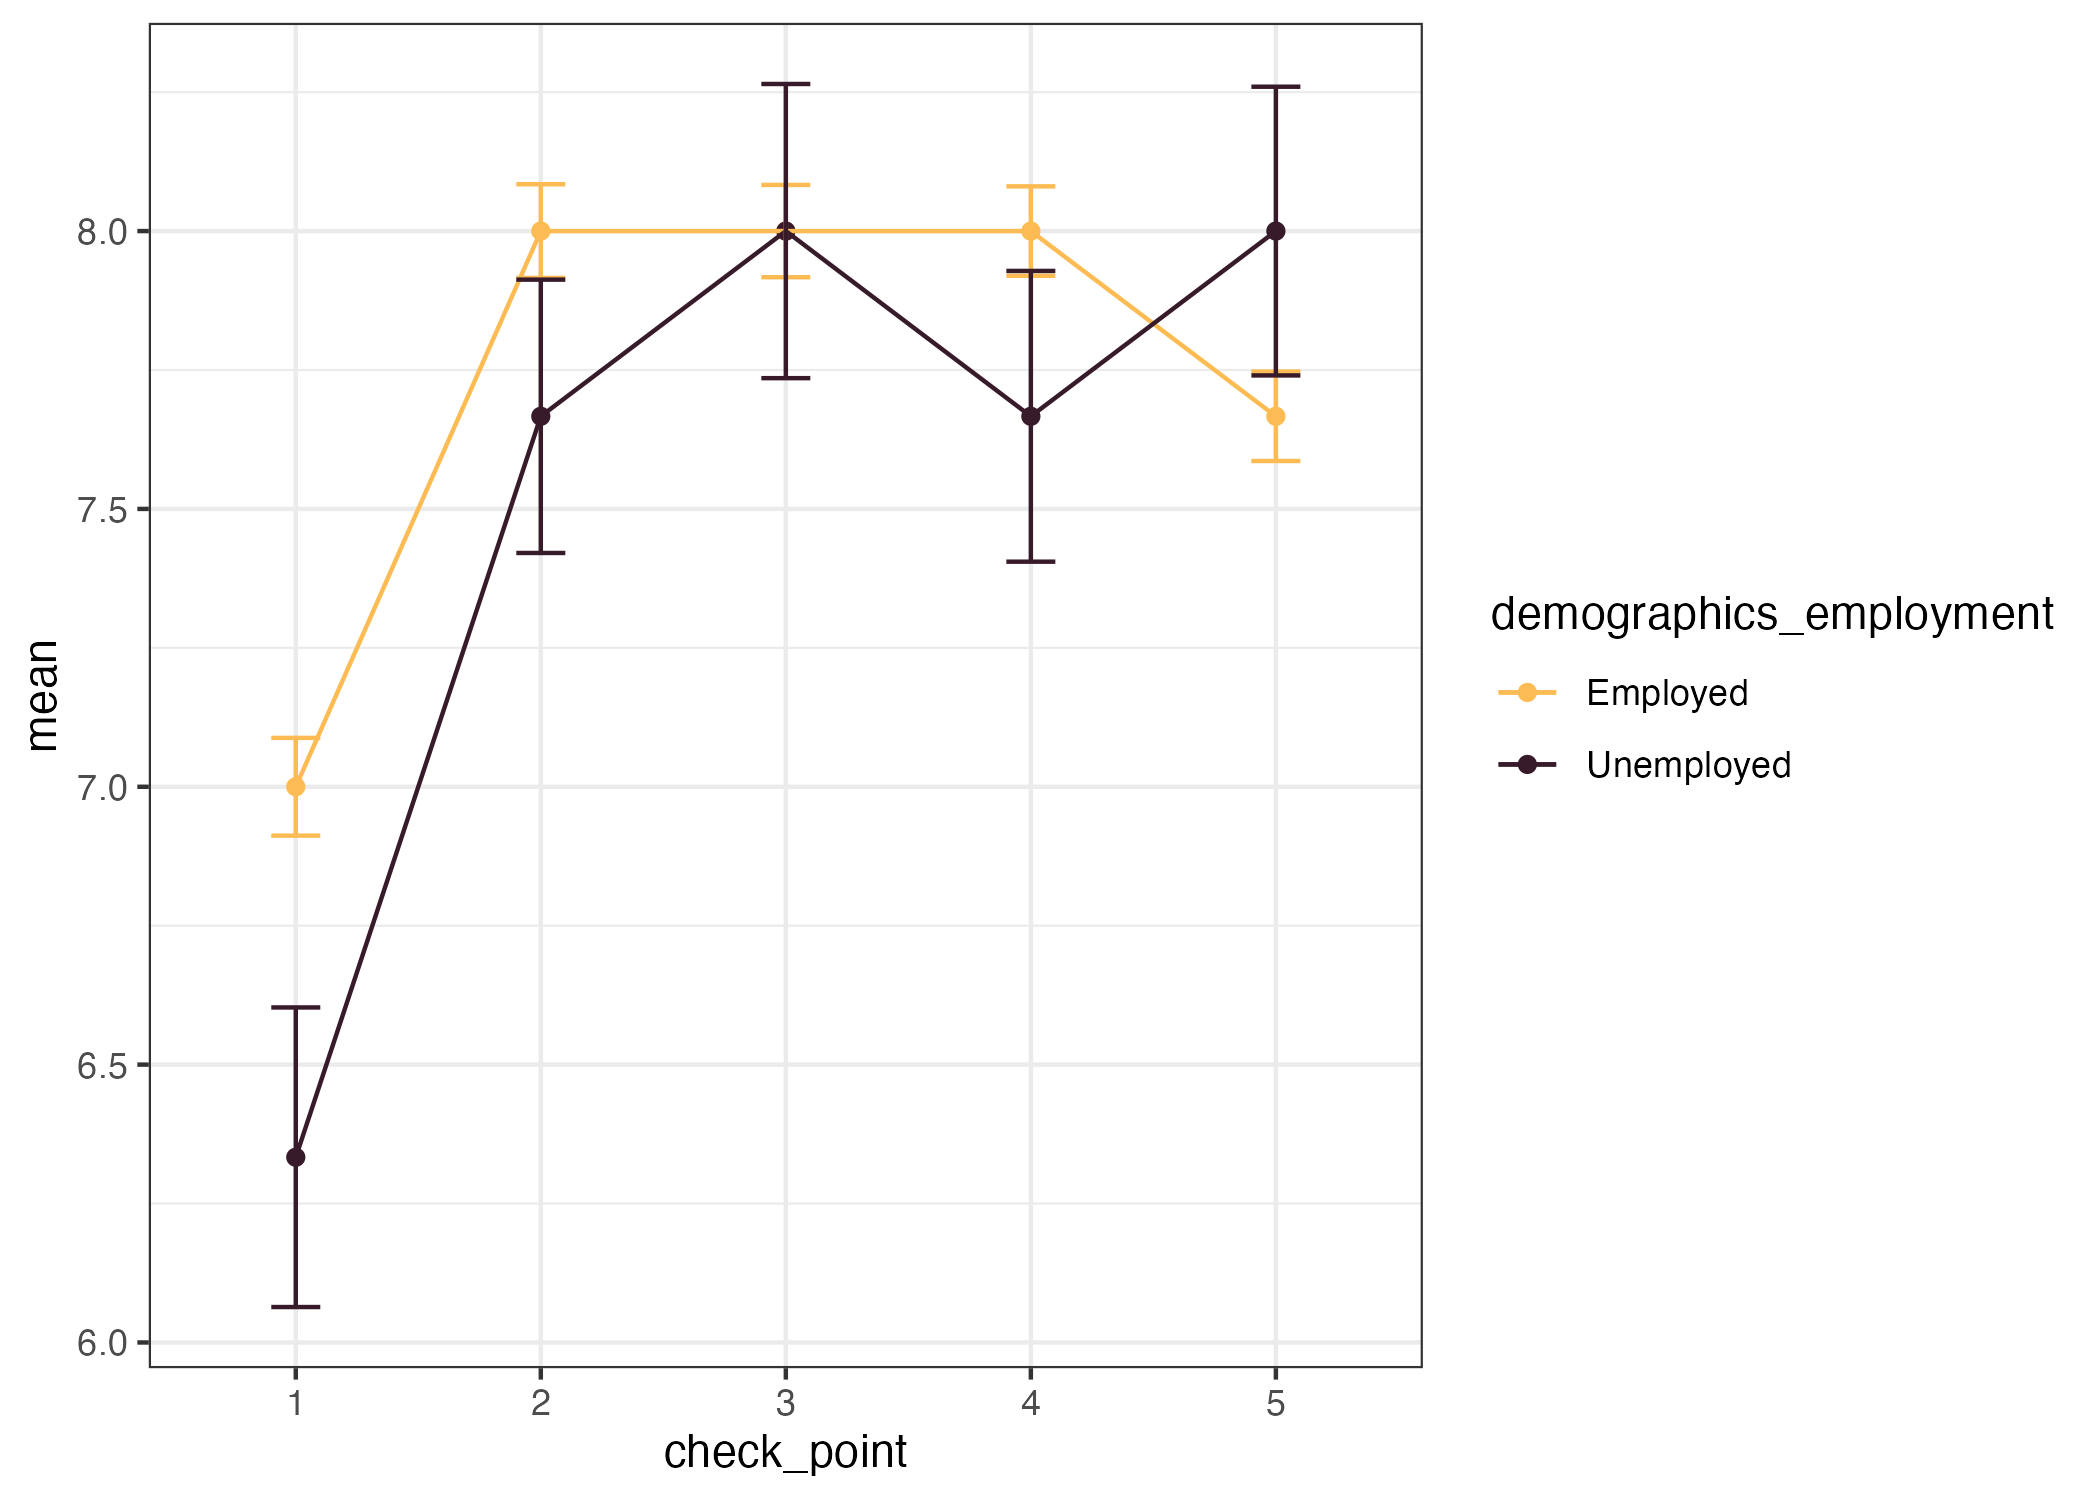 8.0
7.5
7.0
6.5
6.0
mean
1 2 3 4 5
check_point
demographics_employment
Employed
Unemployed